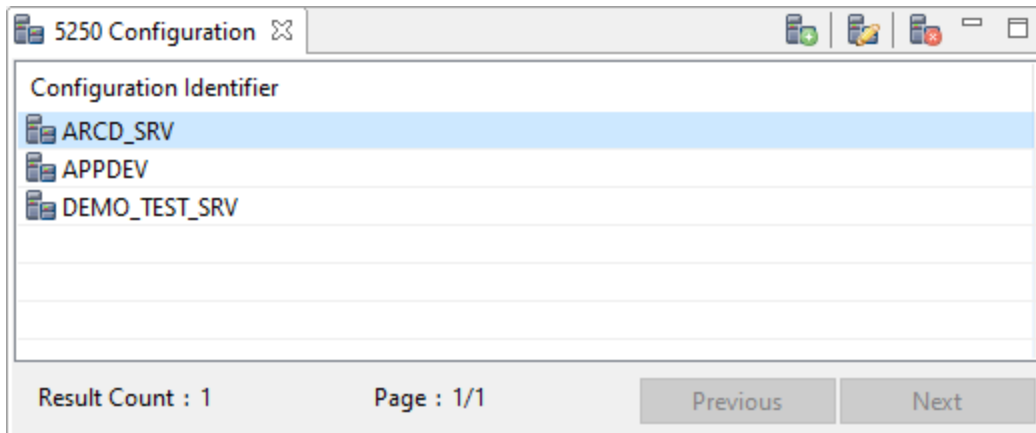 5250 Configuration
Configuration Identifier
ARCD_SRV
APPDEV
DEMO_TEST_SRV
Result Count : 1 Page : 1/1 Previous Next